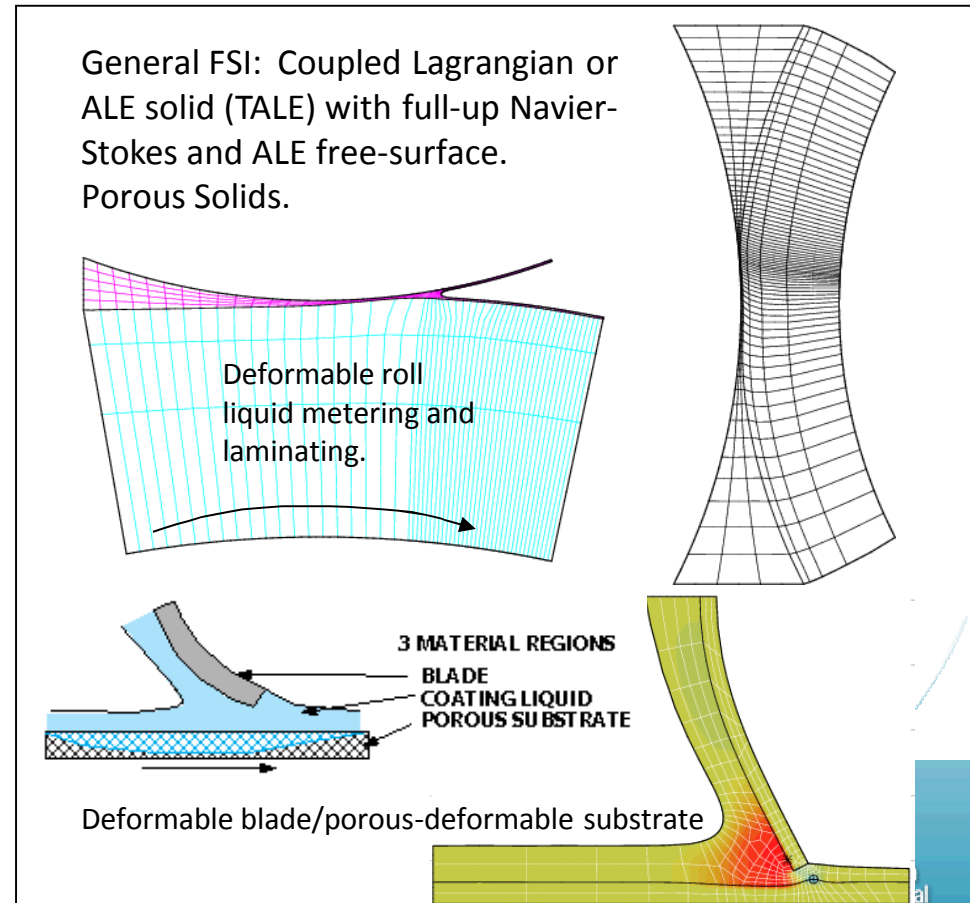 General FSI: Coupled Lagrangian or
ALE solid (TALE) with full-up Navier-
Stokes and ALE free-surface.
Porous Solids.
Deformable roll
liquid metering and
laminating.
3 MATERIAL REGIONS
BLADE
COATING LIQUID
POROUS SUBSTRATE
Deformable blade/porous-deformable substrate
al